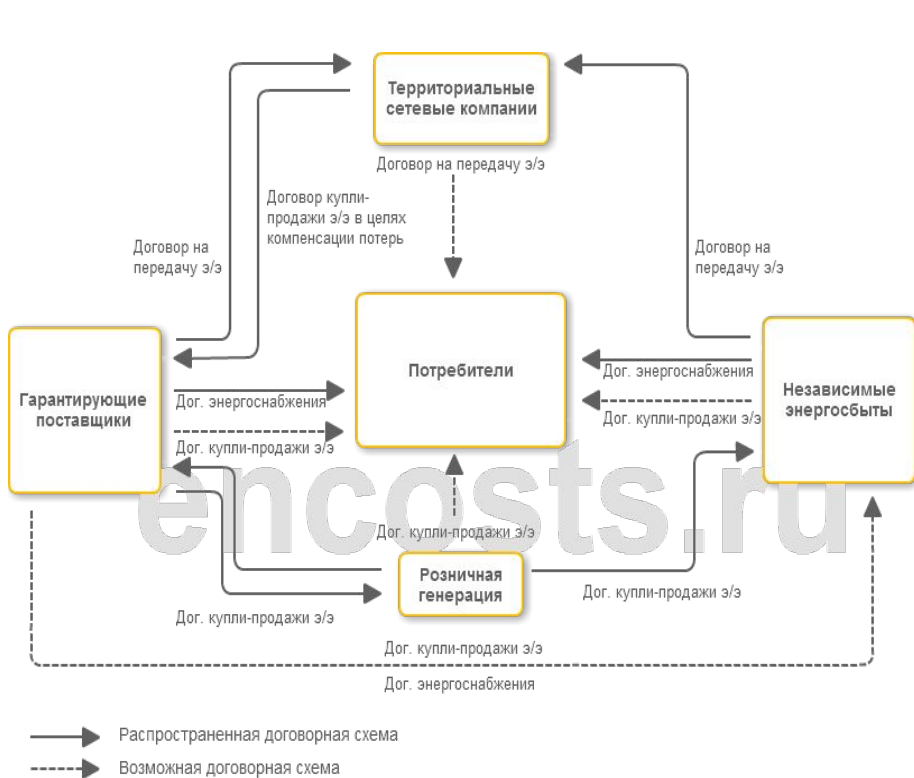 Территориальные
сетевые компании
Договор на передачу э/э
Договор купли-
продажи э/э в целях
компенсации потерь
Договор на
передачу э/э
Договор на
передачу э/э
Гарантирующие
поставщики
Потребители
Независимые
энергосбыты
Дог. энергоснабжения
Дог. купли-продажи э/э
Дог. энергоснабжения
Дог. купли-продажи э/э
encosts.ru
Дог. купли-продажи э/э
Розничная
генерация
Дог. купли-продажи э/э
Дог. купли-продажи э/э
Дог. купли-продажи э/э
Дог. энергоснабжения
Распространенная договорная схема
Возможная договорная схема